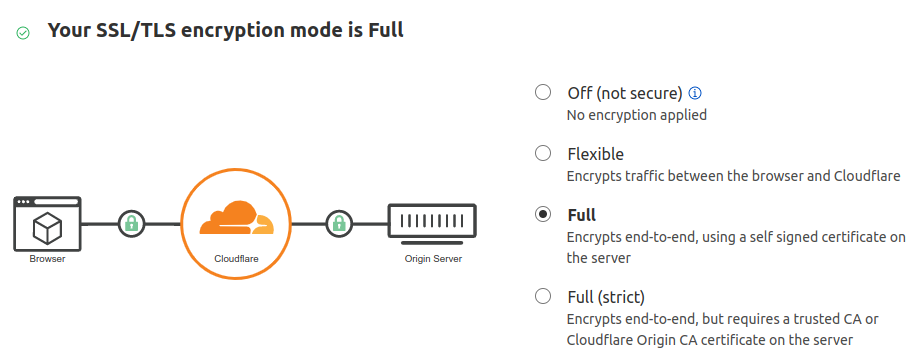 Your SSL/TLS encryption mode is Full
Browser
Cloudflare
Origin Server
Off (not secure)
No encryption applied
Flexible
Encrypts traffic between the browser and Cloudflare
Full
Encrypts end-to-end, using a self signed certificate on
the server
Full (strict)
Encrypts end-to-end, but requires a trusted CA or
Cloudflare Origin CA certificate on the server